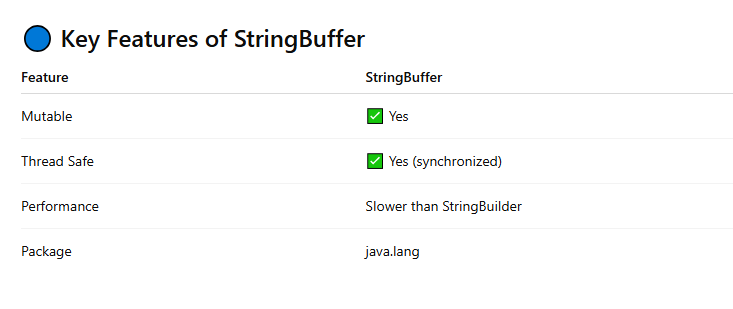 🔵 Key Features of StringBuffer
Feature StringBuffer
Mutable ✅ Yes
Thread Safe ✅ Yes (synchronized)
Performance Slower than StringBuilder
Package java.lang